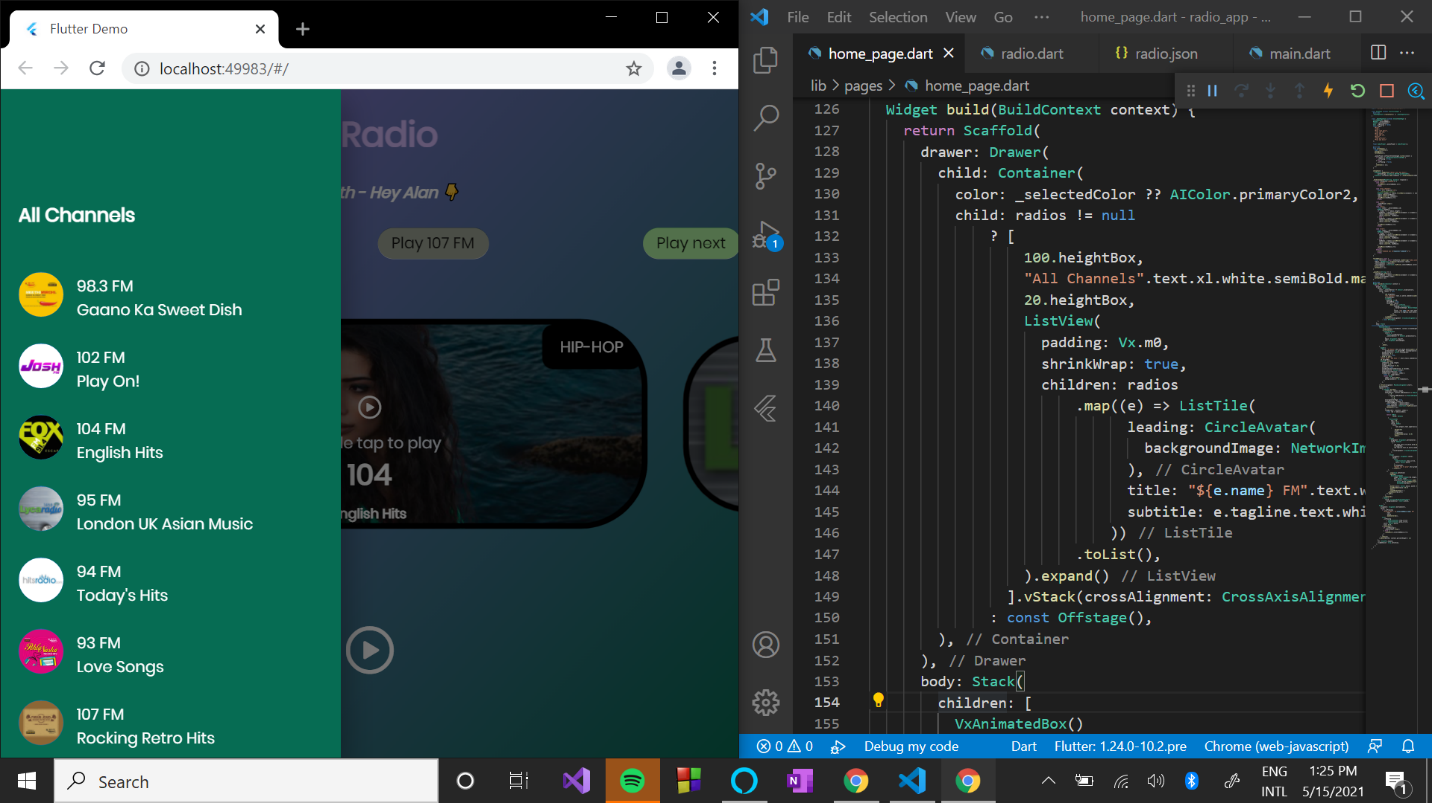 Flutter Demo
localhost:49983/#/
All Channels
98.3 FM
Gaano Ka Sweet Dish
102 FM
Play On!
104 FM
English Hits
95 FM
London UK Asian Music
94 FM
Today's Hits
93 FM
Love Songs
107 FM
Rocking Retro Hits
JOSH
FOX
hitsradio
Radio
th - Hey Alan 👇
Play 107 FM
Play next
HIP-HOP
e tap to play
104
nglish Hits
File Edit Selection View Go ··· home_page.dart - radio_app - ...
home_page.dart radio.dart {} radio.json main.dart ···
lib > pages > home_page.dart
1
126 Widget build(BuildContext context) {
127 return Scaffold(
128 drawer: Drawer(
129 child: Container(
130 color: _selectedColor ?? AIColor.primaryColor2,
131 child: radios != null
132 ? [
133 100.heightBox,
134 "All Channels".text.xl.white.semiBold.ma
135 20.heightBox,
136 ListView(
137 padding: Vx.m0,
138 shrinkWrap: true,
139 children: radios
140 .map((e) => ListTile(
141 leading: CircleAvatar(
142 backgroundImage: NetworkIm
143 ), // CircleAvatar
144 title: "${e.name} FM".text.w
145 subtitle: e.tagline.text.whi
146 )) // ListTile
147 .toList(),
148 ).expand() // ListView
149 ].vStack(crossAlignment: CrossAxisAlignmen
150 : const Offstage(),
151 ), // Container
152 ), // Drawer
153 body: Stack(
154 children: [
155 VxAnimatedBox()
0 0 Debug my code Dart Flutter: 1.24.0-10.2.pre Chrome (web-javascript)
Search
ENG
INTL
1:25 PM
5/15/2021
1